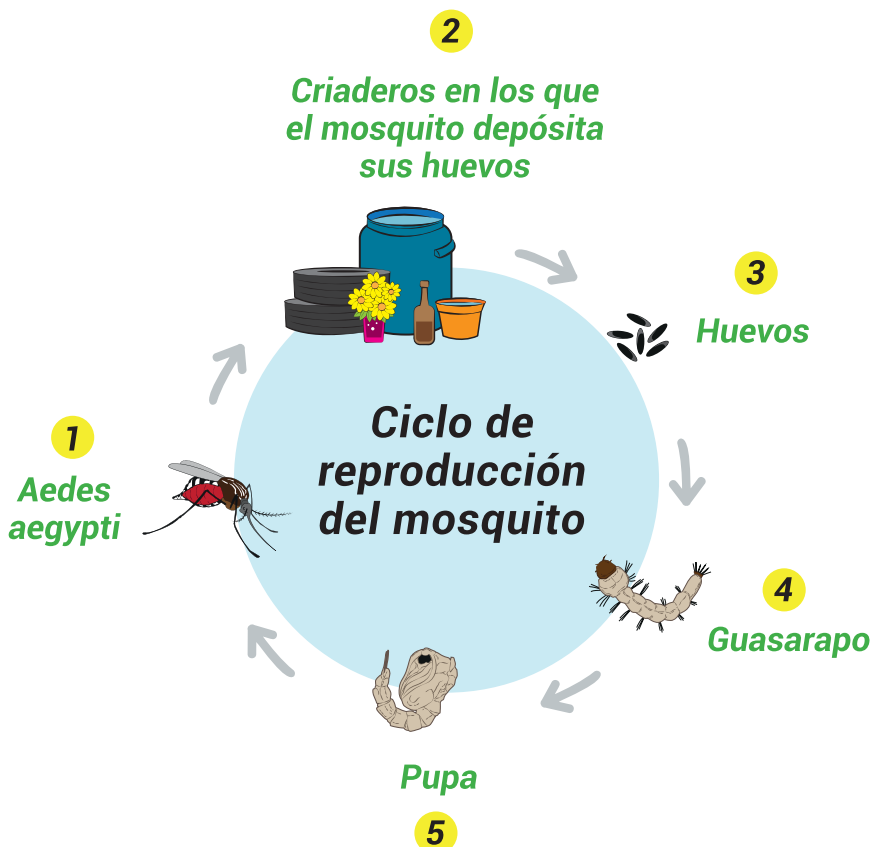 2
Criaderos en los que
el mosquito depósita
sus huevos
3
Huevos
1
Aedes
aegypti
Ciclo de
reproducción
del mosquito
4
Guasarapo
Pupa
5